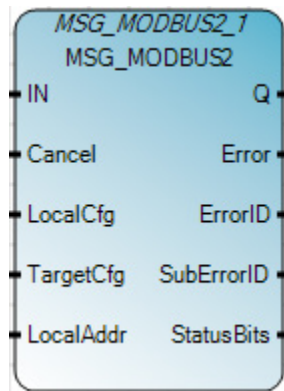 MSG_MODBUS2_1
MSG_MODBUS2
IN Q
Cancel Error
LocalCfg ErrorID
TargetCfg SubErrorID
LocalAddr StatusBits